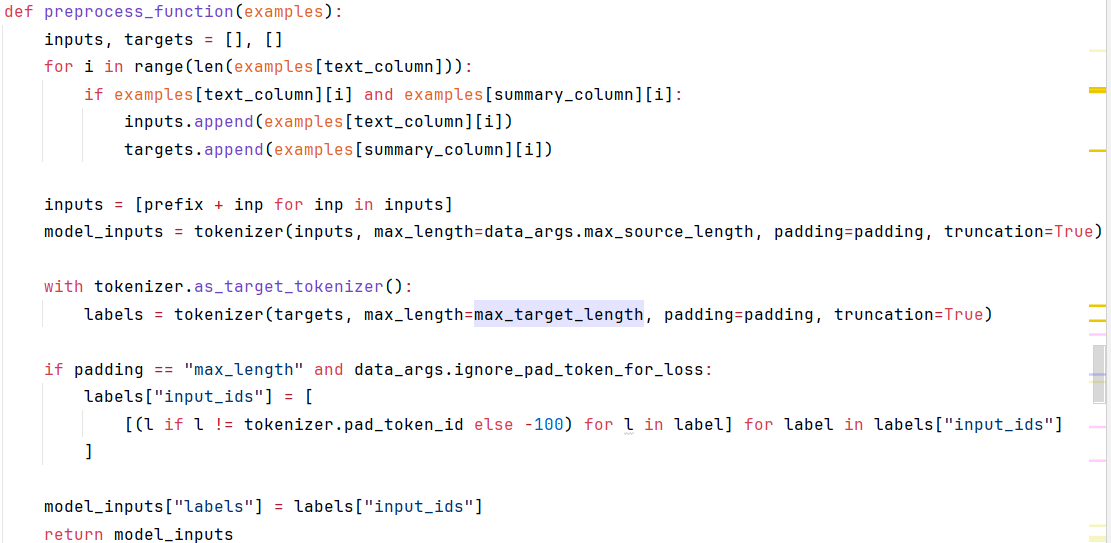 def preprocess_function(examples):
    inputs, targets = [], []
    for i in range(len(examples[text_column])):
        if examples[text_column][i] and examples[summary_column][i]:
            inputs.append(examples[text_column][i])
            targets.append(examples[summary_column][i])

    inputs = [prefix + inp for inp in inputs]
    model_inputs = tokenizer(inputs, max_length=data_args.max_source_length, padding=padding, truncation=True)

    with tokenizer.as_target_tokenizer():
        labels = tokenizer(targets, max_length=max_target_length, padding=padding, truncation=True)

    if padding == "max_length" and data_args.ignore_pad_token_for_loss:
        labels["input_ids"] = [
            [(l if l != tokenizer.pad_token_id else -100) for l in label] for label in labels["input_ids"]
        ]

    model_inputs["labels"] = labels["input_ids"]
    return model_inputs